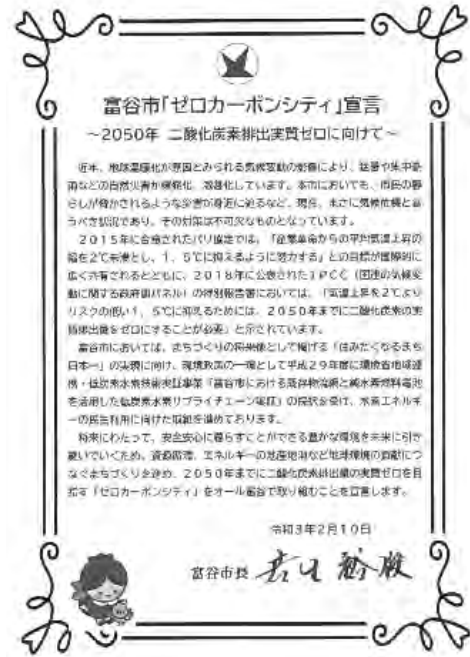 富谷市「ゼロカーボンシティ」宣言
～2050年 二酸化炭素排出実質ゼロに向けて～
近年、地球温暖化が原因とみられる気候変動の影響により、猛暑や集中豪
雨などの自然災害が頻発化、激甚化しています。本市においても、市民の暮
らしが脅かされるような災害が身近に迫るなど、現在、まさに気候危機と言
うべき状況であり、その対策は不可欠なものとなっています。
2015年に合意されたパリ協定では、「産業革命からの平均気温上昇の
幅を2℃未満とし、1.5℃に抑えるように努力する」との目標が国際的に
広く共有されるとともに、2018年に公表されたIPCC(国連の気候変
動に関する政府間パネル)の特別報告書においては、「気温上昇を2℃より
リスクの低い1.5℃に抑えるためには、2050年までに二酸化炭素の実
質排出量をゼロにすることが必要」と示されています。
富谷市においては、まちづくりの将来像として掲げる「住みたくなるまち
日本一」の実現に向け、環境政策の一環として平成29年度に環境省地域連
携・低炭素水素技術実証事業「富谷市における既存物流網と純水素燃料電池
を活用した低炭素水素サプライチェーン実証」の採択を受け、水素エネルギ
ーの民生利用に向けた取組を進めております。
将来にわたって、安全安心に暮らすことができる豊かな環境を未来に引き
継いでいくため、資源循環、エネルギーの地産地消など地球環境の貢献につ
なぐまちづくりを進め、2050年までに二酸化炭素排出量の実質ゼロを目
指す「ゼロカーボンシティ」をオール富谷で取り組むことを宣言します。
令和3年2月10日
富谷市長 若生 裕俊